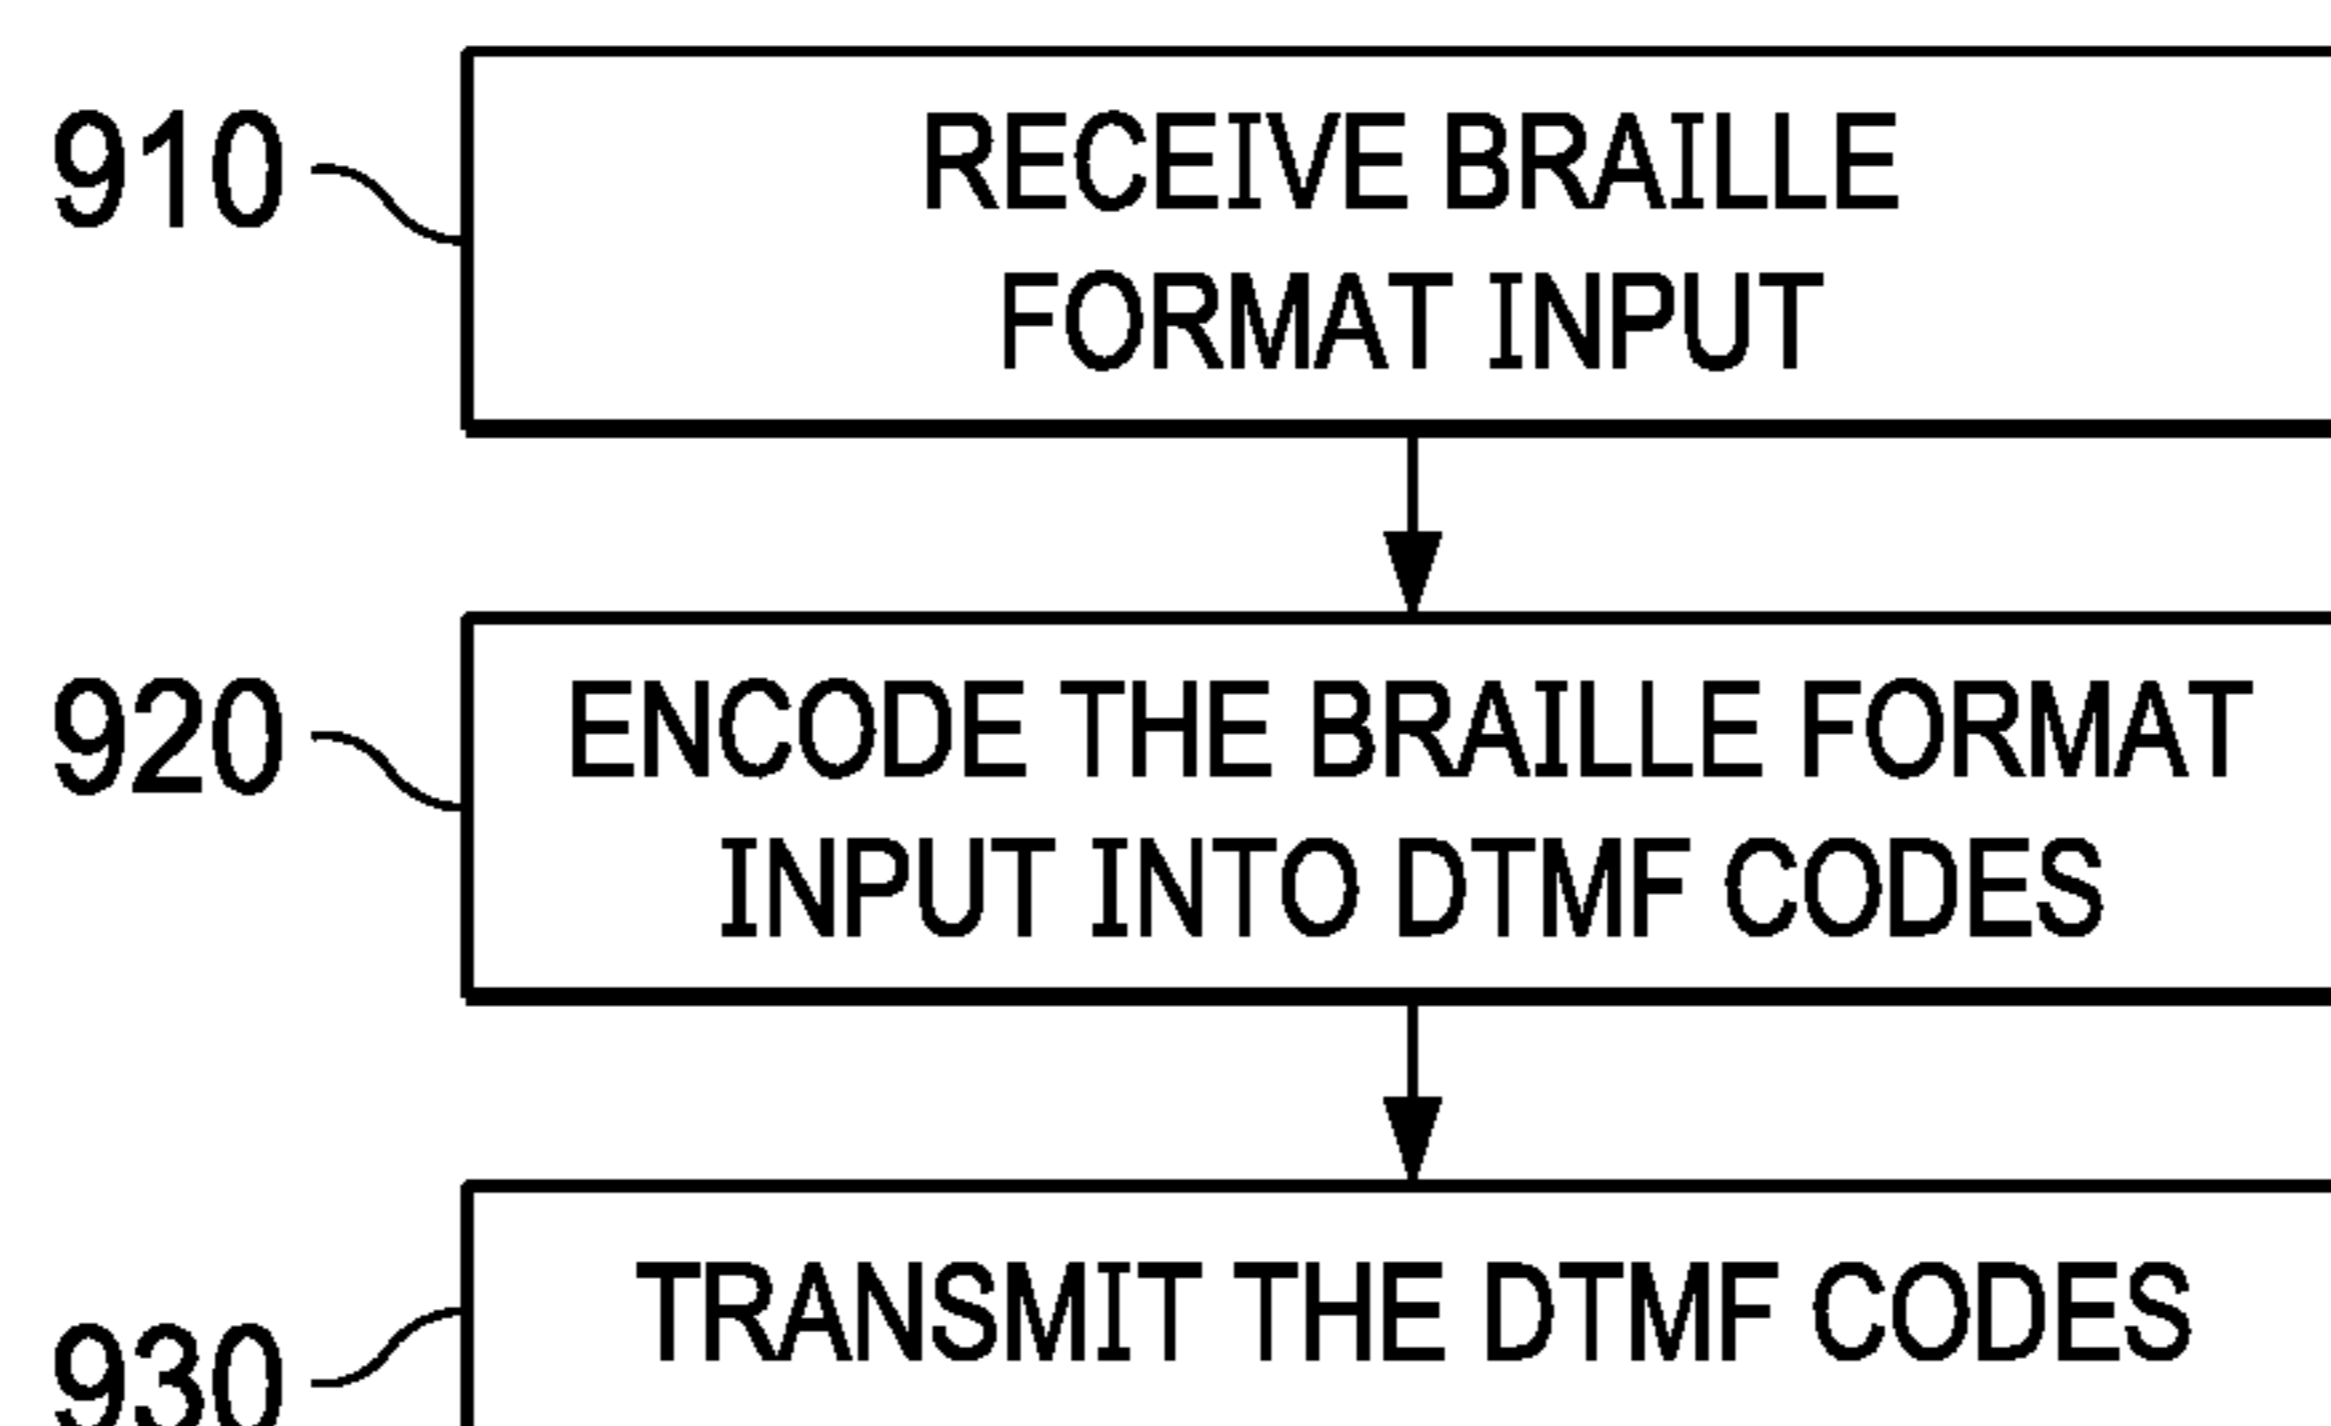 910
RECEIVE BRAILLE
FORMAT INPUT
920
ENCODE THE BRAILLE FORMAT
INPUT INTO DTMF CODES
930
TRANSMIT THE DTMF CODES